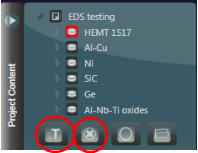 EDS testing
HEMT 1517
Al-Cu
Ni
SiC
Ge
Al-Nb-Ti oxides
Project Content
T